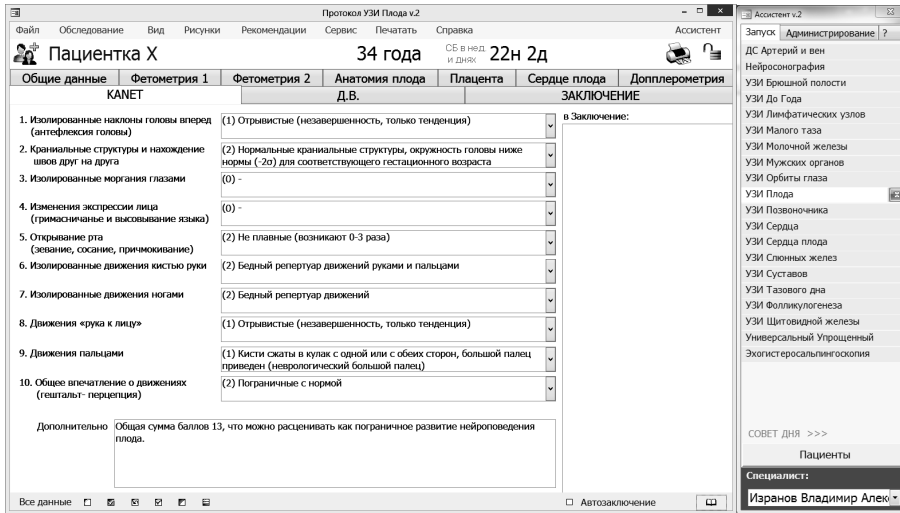 Протокол УЗИ Плода v.2
Файл Обследование Вид Рисунки Рекомендации Сервис Печатать Справка Ассистент
Пациентка X 34 года СБ в нед и днях 22н 2д
Общие данные Фетометрия 1 Фетометрия 2 Анатомия плода Плацента Сердце плода Допплерометрия
KANET Д.В. ЗАКЛЮЧЕНИЕ
1. Изолированные наклоны головы вперед
(антефлексия головы)
(1) Отрывистые (незавершенность, только тенденция)
2. Краниальные структуры и нахождение
швов друг на друга
(2) Нормальные краниальные структуры, окружность головы ниже
нормы (-2σ) для соответствующего гестационного возраста
3. Изолированные моргания глазами
(0) -
4. Изменения экспрессии лица
(гримасничанье и высовывание языка)
(0) -
5. Открывание рта
(зевание, сосание, причмокивание)
(2) Не плавные (возникают 0-3 раза)
6. Изолированные движения кистью руки
(2) Бедный репертуар движений руками и пальцами
7. Изолированные движения ногами
(2) Бедный репертуар движений
8. Движения «рука к лицу»
(1) Отрывистые (незавершенность, только тенденция)
9. Движения пальцами
(1) Кисти сжаты в кулак с одной или с обеих сторон, большой палец
приведен (неврологический большой палец)
10. Общее впечатление о движениях
(гештальт- перцепция)
(2) Пограничные с нормой
Дополнительно
Общая сумма баллов 13, что можно расценивать как пограничное развитие нейроповедения
плода.
в Заключение:
Все данные
Автозаключение
Ассистент v.2
Запуск Администрирование ?
ДС Артерий и вен
Нейросонография
УЗИ Брюшной полости
УЗИ До Года
УЗИ Лимфатических узлов
УЗИ Малого таза
УЗИ Молочной железы
УЗИ Мужских органов
УЗИ Орбиты глаза
УЗИ Плода
УЗИ Позвоночника
УЗИ Сердца
УЗИ Сердца плода
УЗИ Слюнных желез
УЗИ Суставов
УЗИ Тазового дна
УЗИ Фолликулогенеза
УЗИ Щитовидной железы
Универсальный Упрощенный
Эхогистеросальпингоскопия
СОВЕТ ДНЯ >>>
Пациенты
Специалист:
Изранов Владимир Алек